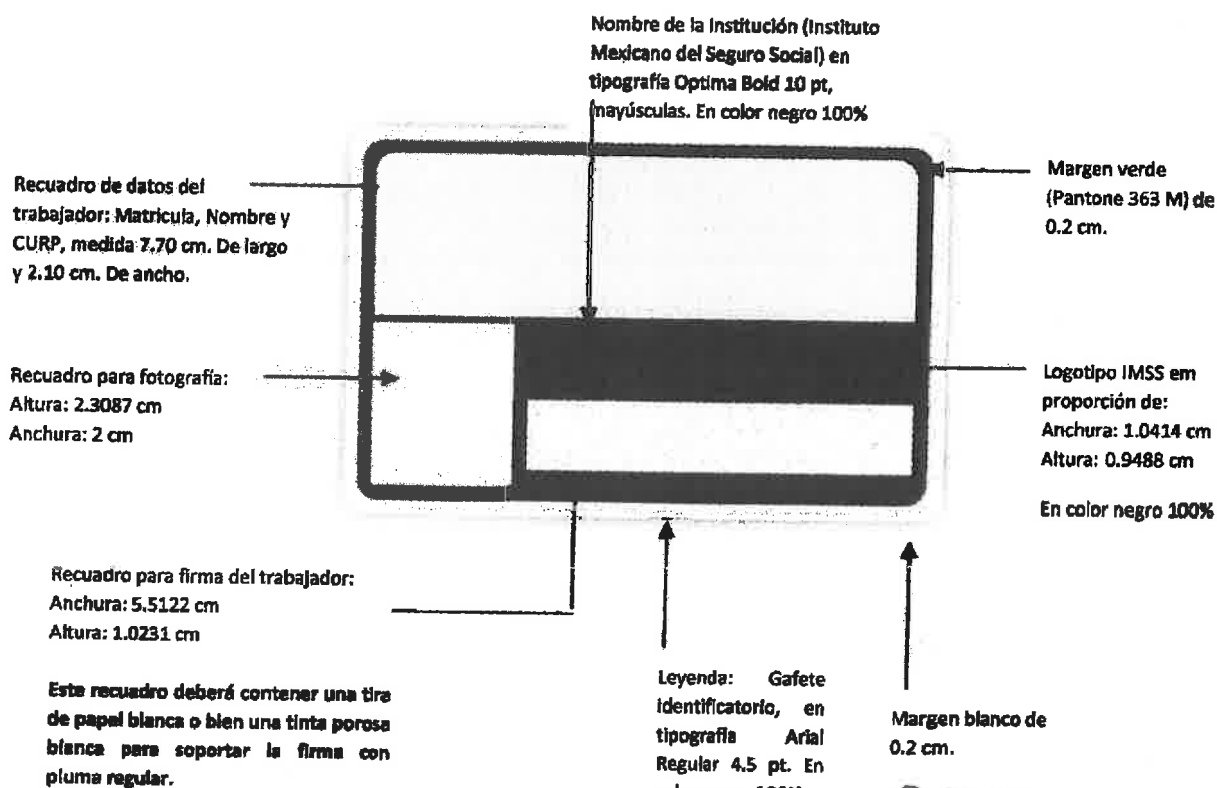 Nombre de la Institución (Instituto
Mexicano del Seguro Social) en
tipografía Optima Bold 10 pt,
mayúsculas. En color negro 100%
Recuadro de datos del
trabajador: Matricula, Nombre y
CURP, medida 7.70 cm. De largo
y 2.10 cm. De ancho.
Margen verde
(Pantone 363 M) de
0.2 cm.
Recuadro para fotografía:
Altura: 2.3087 cm
Anchura: 2 cm
Logotipo IMSS em
proporción de:
Anchura: 1.0414 cm
Altura: 0.9488 cm
En color negro 100%
Recuadro para firma del trabajador:
Anchura: 5.5122 cm
Altura: 1.0231 cm
Este recuadro deberá contener una tira
de papel blanca o bien una tinta porosa
blanca para soportar la firma con
pluma regular.
Leyenda: Gafete
identificatorio, en
tipografía Arial
Regular 4.5 pt. En
Margen blanco de
0.2 cm.